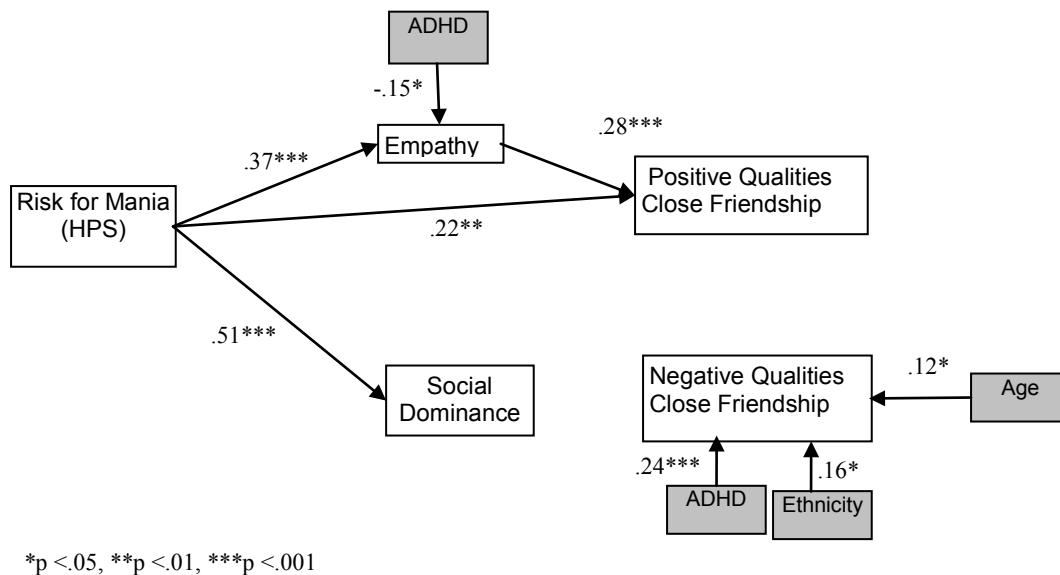 ADHD
-.15*
Empathy
.28***
.37***
Positive Qualities
Close Friendship
Risk for Mania
(HPS)
.22**
.51***
Social
Dominance
Negative Qualities
Close Friendship
.12*
Age
.24***
.16*
ADHD
Ethnicity
*p <.05, **p <.01, ***p <.001